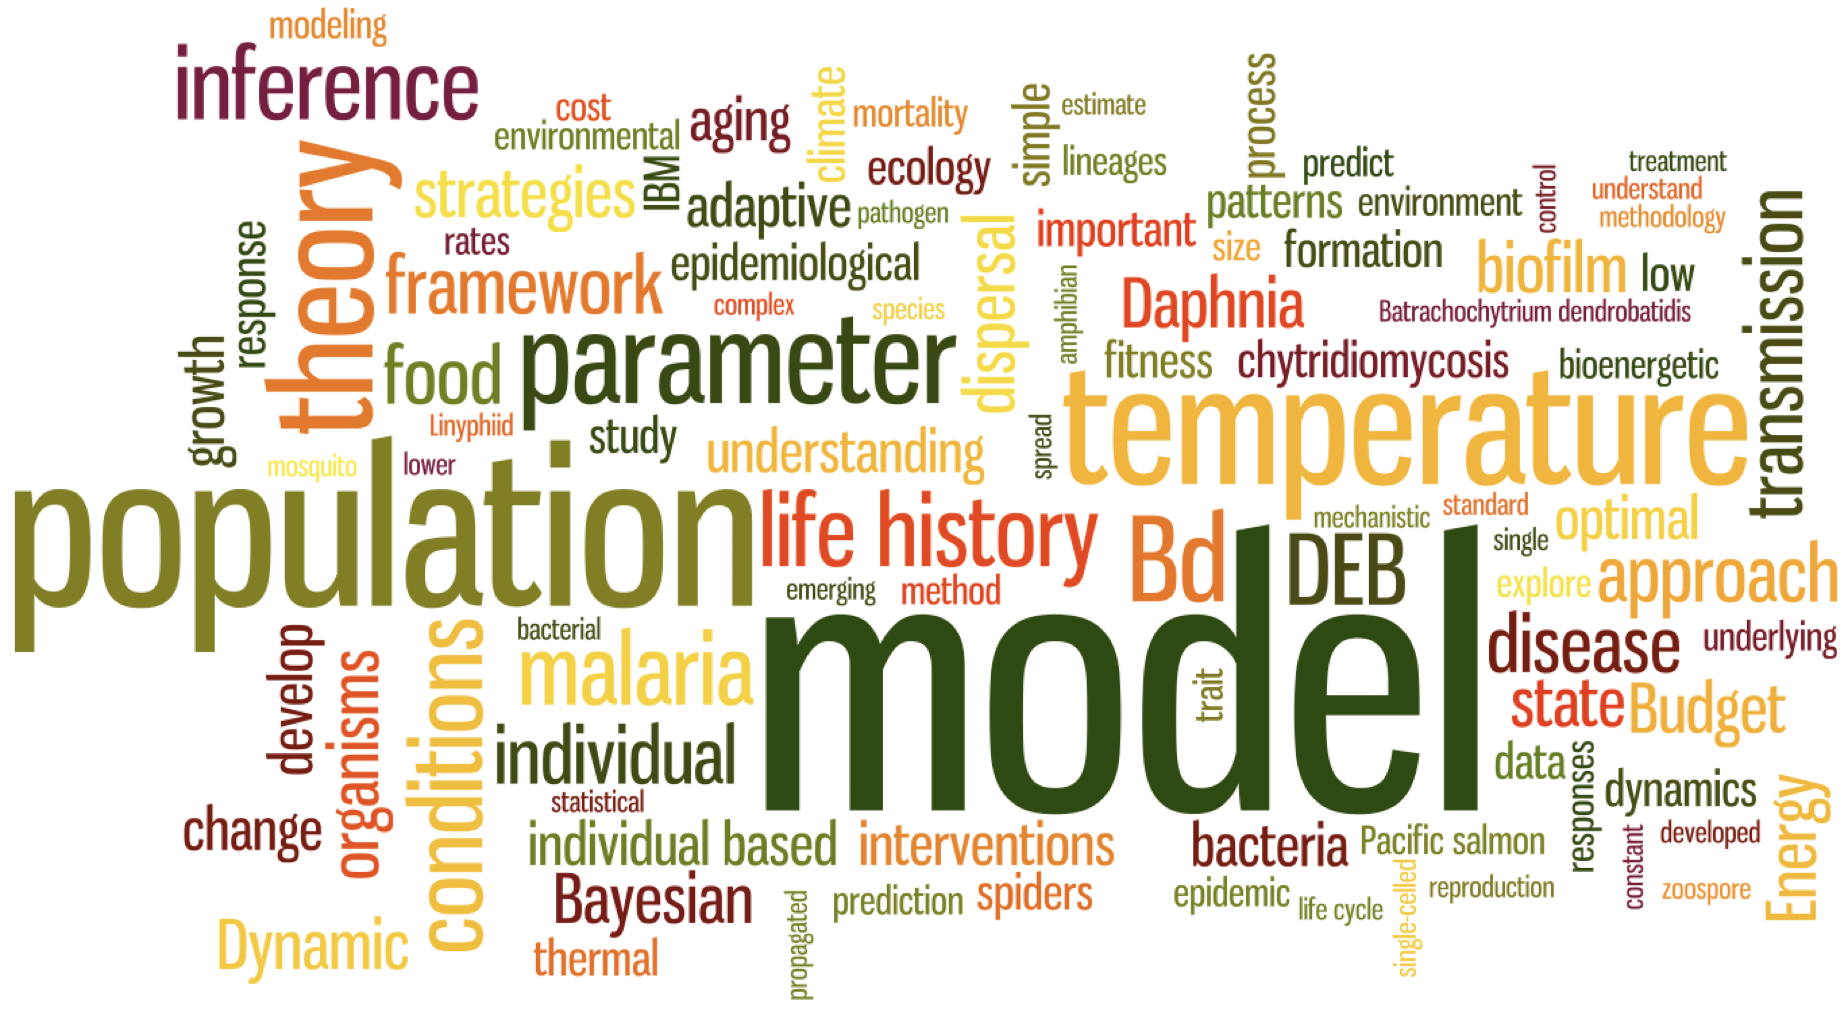 modeling
inference
cost
environmental
aging
climate
mortality
simple
estimate
process
theory
strategies
IBM
adaptive
ecology
pathogen
lineages
predict
patterns
environment
control
treatment
understand
methodology
response
rates
framework
epidemiological
complex
species
dispersal
important
size
formation
biofilm
low
transmission
amphibian
Daphnia
Batrachochytrium dendrobatidis
growth
food
parameter
fitness
chytridiomycosis
bioenergetic
Linyphiid
study
understanding
spread
temperature
mosquito
lower
population
life history
emerging
method
Bd
DEB
mechanistic
standard
single
optimal
explore
approach
develop
organisms
conditions
bacterial
malaria
model
trait
disease
underlying
state
Budget
individual
statistical
data
responses
dynamics
Energy
change
individual based
interventions
bacteria
Pacific salmon
constant
developed
Bayesian
propagated
prediction
spiders
epidemic
life cycle
single-celled
reproduction
zoospore
Dynamic
thermal